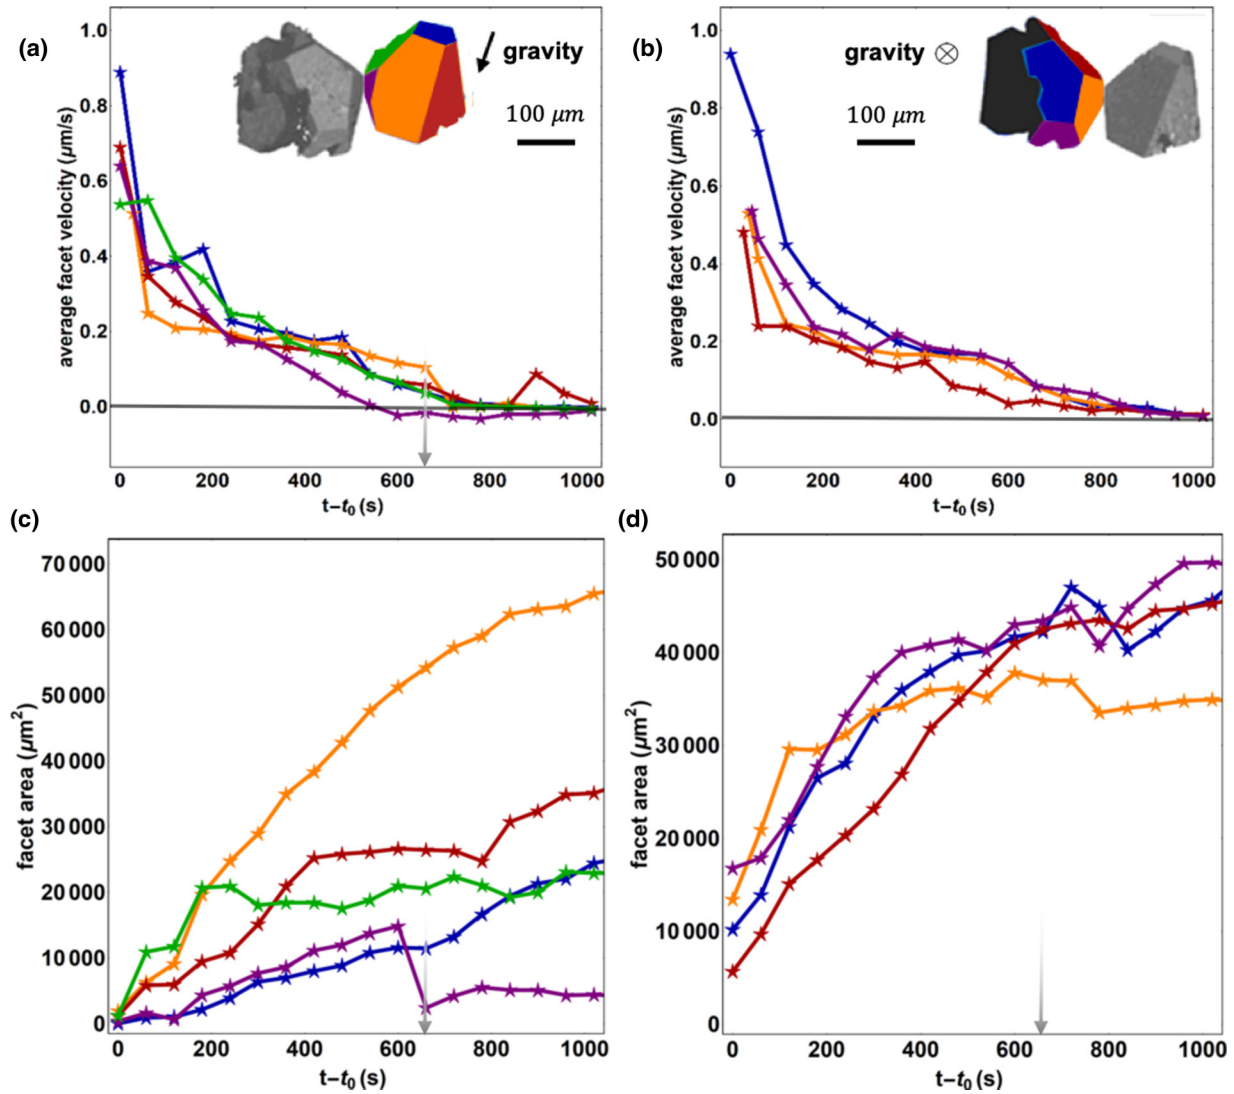 (a)
average facet velocity (μm/s)
1.0
0.8
0.6
0.4
0.2
0.0
gravity
100 μm
0 200 400 600 800 1000
t−t₀ (s)
(b)
average facet velocity (μm/s)
1.0
0.8
0.6
0.4
0.2
0.0
gravity ⊗
100 μm
0 200 400 600 800 1000
t−t₀ (s)
(c)
facet area (μm²)
70 000
60 000
50 000
40 000
30 000
20 000
10 000
0
0 200 400 600 800 1000
t−t₀ (s)
(d)
facet area (μm²)
50 000
40 000
30 000
20 000
10 000
0
0 200 400 600 800 1000
t−t₀ (s)